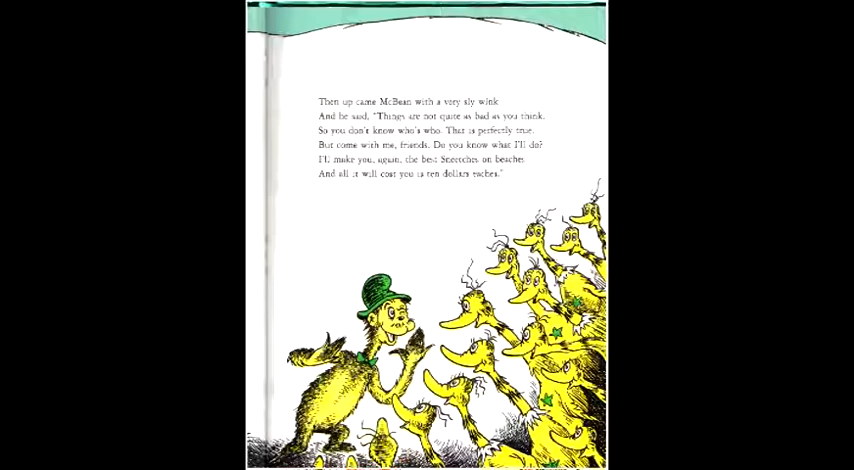 Then up came McBean with a very sly wink
And he said, "Things are not quite as bad as you think.
So you don't know who's who. That is perfectly true.
But come with me, friends. Do you know what I'll do?
I'll make you, again, the best Sneetches on beaches
And all it will cost you is ten dollars eaches."